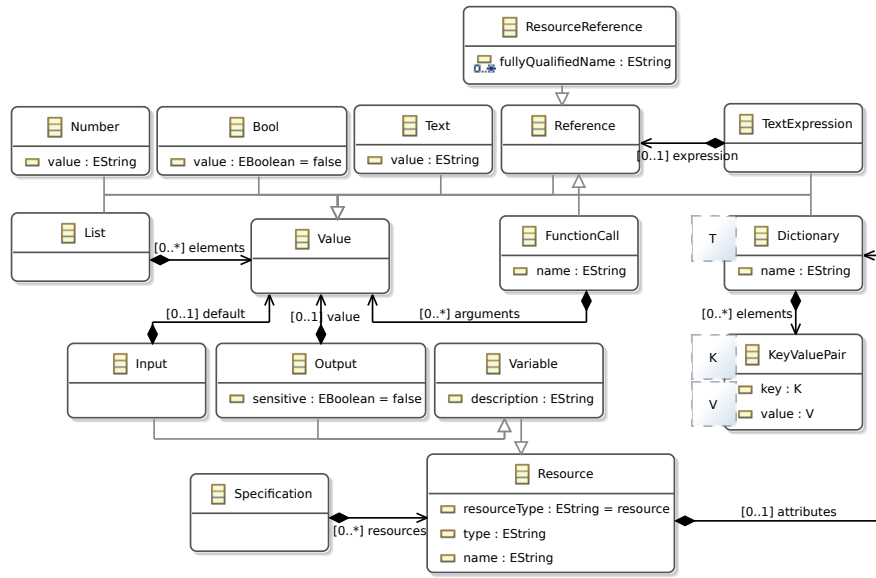 ResourceReference
0..*
fullyQualifiedName : EString
Number
value : EString
Bool
value : EBoolean = false
Text
value : EString
Reference
TextExpression
[0..1] expression
List
[0..*] elements
Value
FunctionCall
name : EString
T
Dictionary
name : EString
[0..1] default
[0..1] value
[0..*] arguments
[0..*] elements
Input
Output
sensitive : EBoolean = false
Variable
description : EString
K
V
KeyValuePair
key : K
value : V
Specification
[0..*] resources
Resource
resourceType : EString = resource
type : EString
name : EString
[0..1] attributes